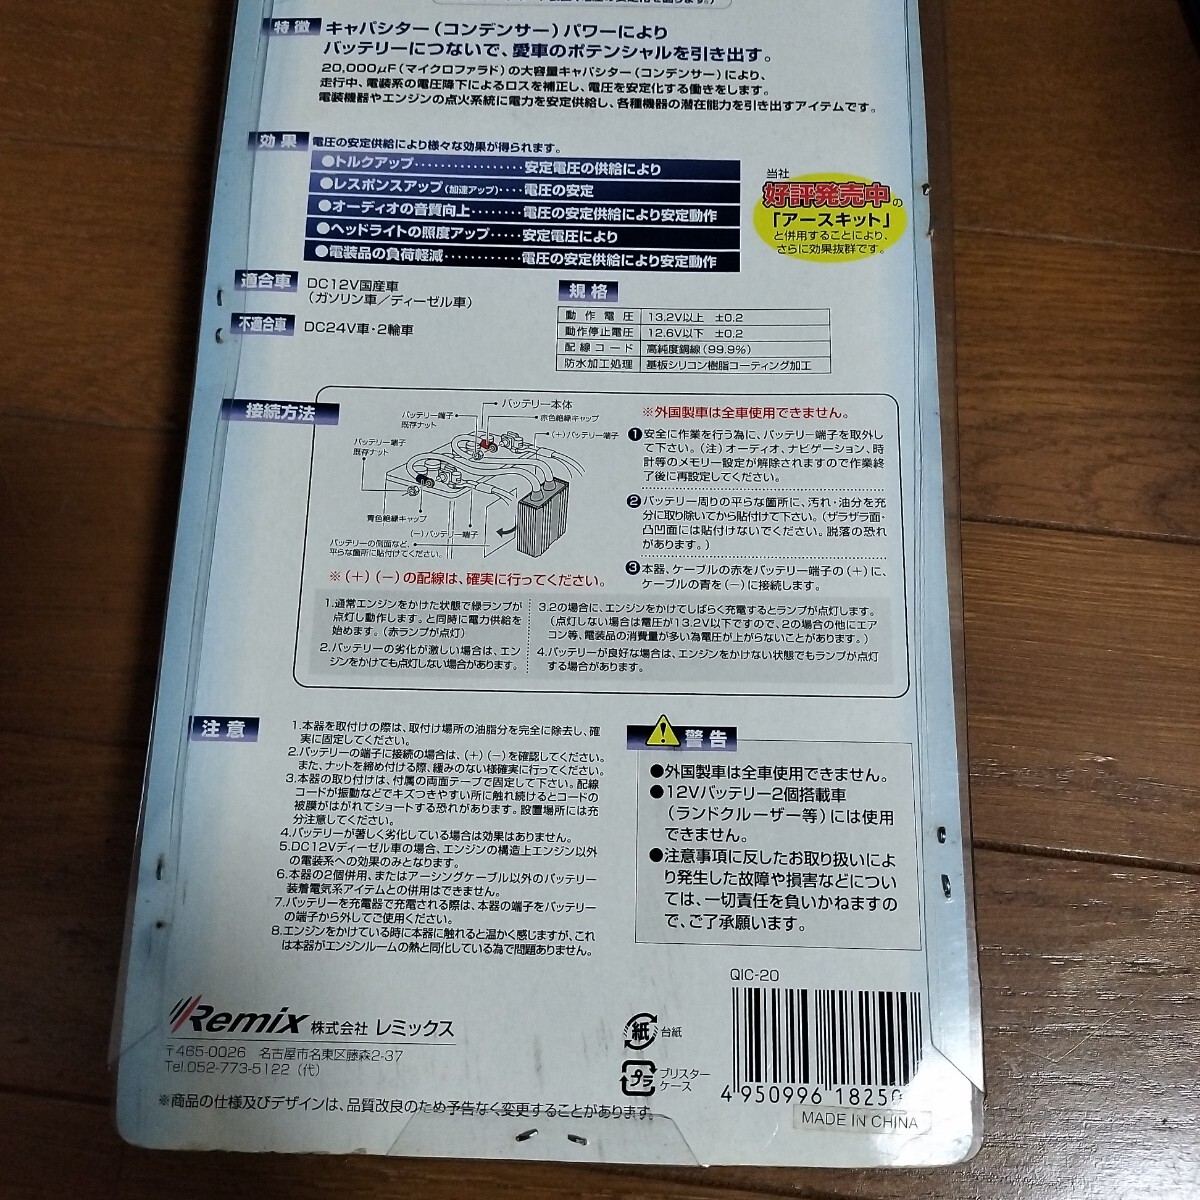 特徴 キャパシター(コンデンサー)パワーにより
バッテリーにつないで、愛車のポテンシャルを引き出す。
20,000μF(マイクロファラド)の大容量キャパシター(コンデンサー)により、
走行中、電装系の電圧降下によるロスを補正し、電圧を安定化する働きをします。
電装機器やエンジンの点火系統に電力を安定供給し、各種機器の潜在能力を引き出すアイテムです。
効果 電圧の安定供給により様々な効果が得られます。
●トルクアップ・・・・・・・・・・・・・・・・・安定電圧の供給により
●レスポンスアップ(加速アップ)・・・・電圧の安定
●オーディオの音質向上・・・・・・・・電圧の安定供給により安定動作
●ヘッドライトの照度アップ・・・・・安定電圧により
●電装品の負荷軽減・・・・・・・・・・・・電圧の安定供給により安定動作
当社
好評発売中の
「アースキット」
と併用することにより、
さらに効果抜群です。
適合車 DC12V国産車
(ガソリン車/ディーゼル車)
不適合車 DC24V車・2輪車
規格
動作電圧 13.2V以上 ±0.2
動作停止電圧 12.6V以下 ±0.2
配線コード 高純度銅線(99.9%)
防水加工処理 基板シリコン樹脂コーティング加工
接続方法
バッテリー本体
バッテリー端子
既存ナット
赤色絶縁キャップ
(+)バッテリー端子
バッテリー端子
既存ナット
青色絶縁キャップ
(−)バッテリー端子
バッテリーの側面など、
平らな箇所に貼付けてください。
※(+)(−)の配線は、確実に行ってください。
※外国製車は全車使用できません。
❶安全に作業を行う為に、バッテリー端子を取外し
て下さい。(注)オーディオ、ナビゲーション、時
計等のメモリー設定が解除されますので作業終
了後に再設定してください。
❷バッテリー周りの平らな箇所に、汚れ・油分を充
分に取り除いてから貼付けて下さい。(ザラザラ面・
凸凹面には貼付けないでください。脱落の恐れ
があります。)
❸本器、ケーブルの赤をバッテリー端子の(+)に、
ケーブルの青を(−)に接続します。
1.通常エンジンをかけた状態で緑ランプが
点灯し動作します。と同時に電力供給を
始めます。(赤ランプが点灯)
2.バッテリーの劣化が激しい場合は、エン
ジンをかけても点灯しない場合があります。
3.2の場合に、エンジンをかけてしばらく充電するとランプが点灯します。
(点灯しない場合は電圧が13.2V以下ですので、2の場合の他にエア
コン等、電装品の消費量が多い為電圧が上がらないことがあります。)
4.バッテリーが良好な場合は、エンジンをかけない状態でもランプが点灯
する場合があります。
注意
1.本器を取付けの際は、取付け場所の油脂分を完全に除去し、確
実に固定してください。
2.バッテリーの端子に接続の場合は、(+)(−)を確認してください。
また、ナットを締め付ける際、緩みのない様確実に行ってください。
3.本器の取り付けは、付属の両面テープで固定して下さい。配線
コードが振動などでキズつきやすい所に触れ続けるとコードの
被膜がはがれてショートする恐れがあります。設置場所には充
分注意してください。
4.バッテリーが著しく劣化している場合は効果はありません。
5.DC12Vディーゼル車の場合、エンジンの構造上エンジン以外
の電装系への効果のみとなります。
6.本器の2個併用、またはアーシングケーブル以外のバッテリー
装着電気系アイテムとの併用はできません。
7.バッテリーを充電器で充電される際は、本器の端子をバッテリー
の端子から外してご使用ください。
8.エンジンをかけている時に本器に触れると温かく感じますが、これ
は本器がエンジンルームの熱と同化している為で問題ありません。
警告
●外国製車は全車使用できません。
●12Vバッテリー2個搭載車
(ランドクルーザー等)には使用
できません。
●注意事項に反したお取り扱いによ
り発生した故障や損害などについ
ては、一切責任を負いかねますの
で、ご了承願います。
QIC-20
Remix 株式会社 レミックス
〒465-0026 名古屋市名東区藤森2-37
Tel.052-773-5122(代)
紙 台紙
プラ ブリスター
ケース
4 950996 18250
MADE IN CHINA
※商品の仕様及びデザインは、品質改良のため予告なく変更することがあります。